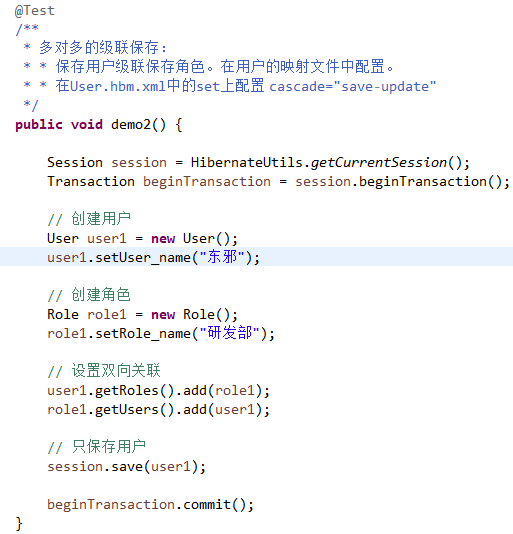 @Test
/**
 * 多对多的级联保存：
 * * 保存用户级联保存角色。在用户的映射文件中配置。
 * * 在User.hbm.xml中的set上配置 cascade="save-update"
 */
public void demo2() {
    Session session = HibernateUtils.getCurrentSession();
    Transaction beginTransaction = session.beginTransaction();
    // 创建用户
    User user1 = new User();
    user1.setUser_name("东邪");
    // 创建角色
    Role role1 = new Role();
    role1.setRole_name("研发部");
    // 设置双向关联
    user1.getRoles().add(role1);
    role1.getUsers().add(user1);
    // 只保存用户
    session.save(user1);
    beginTransaction.commit();
}